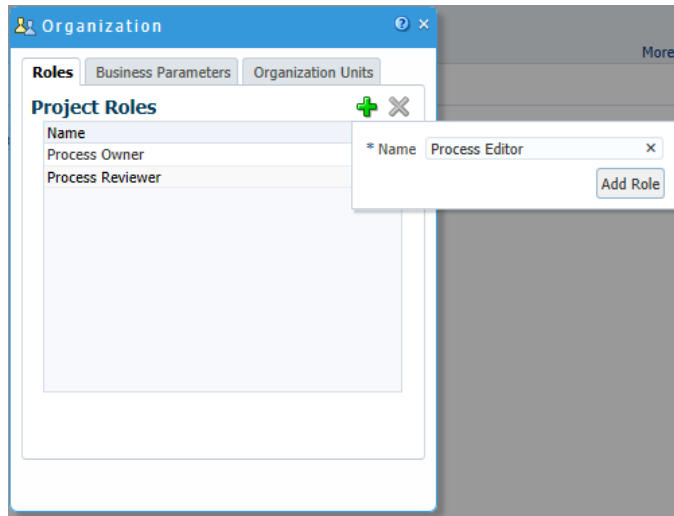 Organization
More
Roles Business Parameters Organization Units
Project Roles
Name
Process Owner
Process Reviewer
* Name Process Editor
Add Role